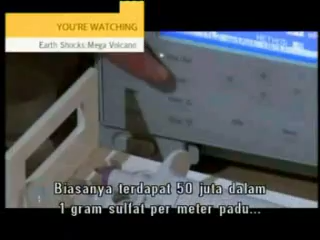 YOU'RE WATCHING
Earth Shocks:Mega Volcano
Biasanya terdapat 50 juta dalam
1 gram sulfat per meter padu...